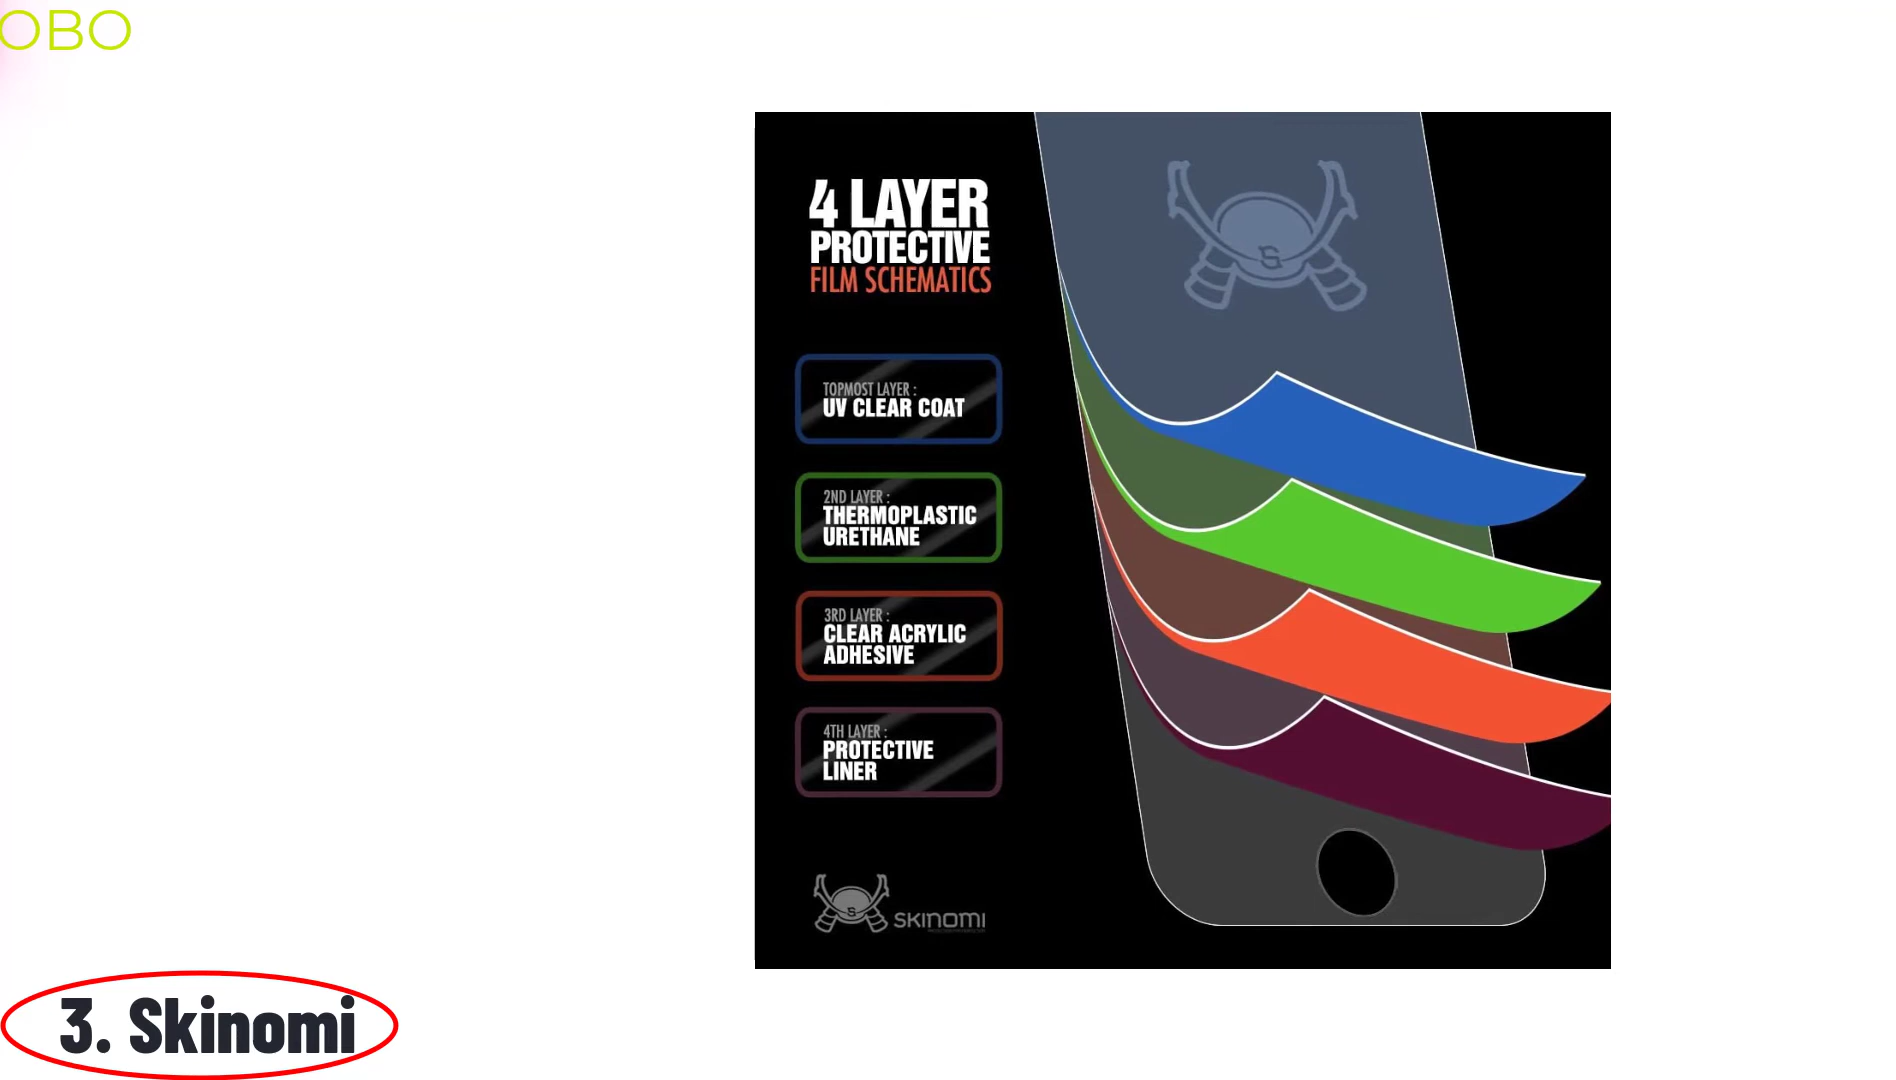 OBO
4 LAYER
PROTECTIVE
FILM SCHEMATICS
TOPMOST LAYER :
UV CLEAR COAT
2ND LAYER :
THERMOPLASTIC
URETHANE
3RD LAYER :
CLEAR ACRYLIC
ADHESIVE
4TH LAYER :
PROTECTIVE
LINER
S
S
SKINOMI
3. Skinomi